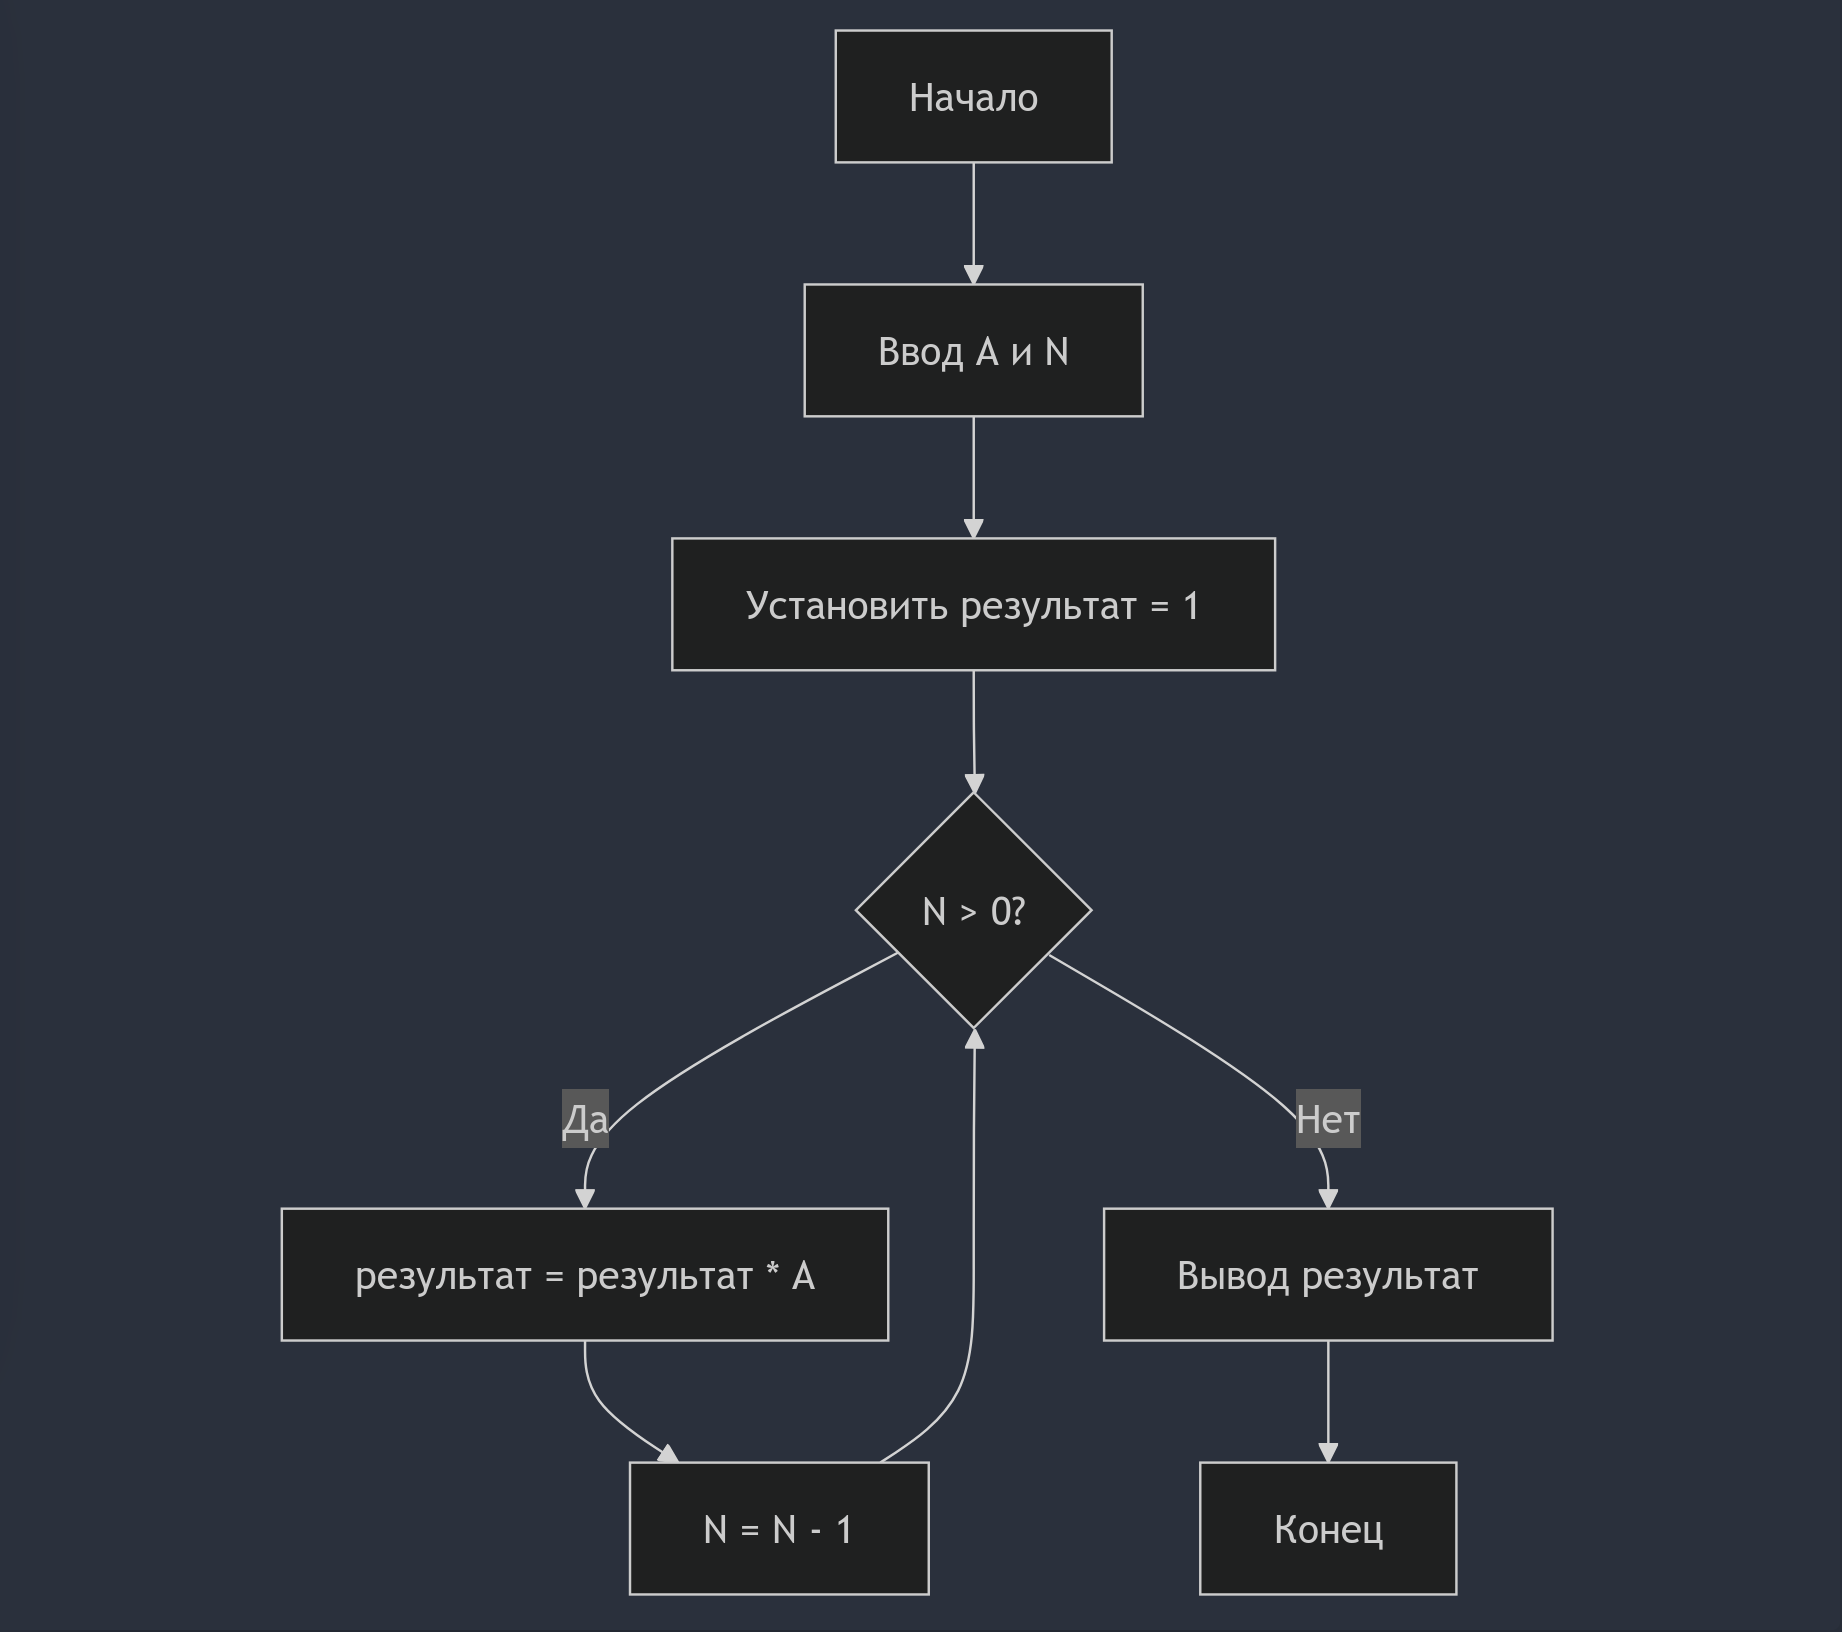 Начало
Ввод A и N
Установить результат = 1
N > 0?
Да
Нет
результат = результат * A
Вывод результат
N = N - 1
Конец